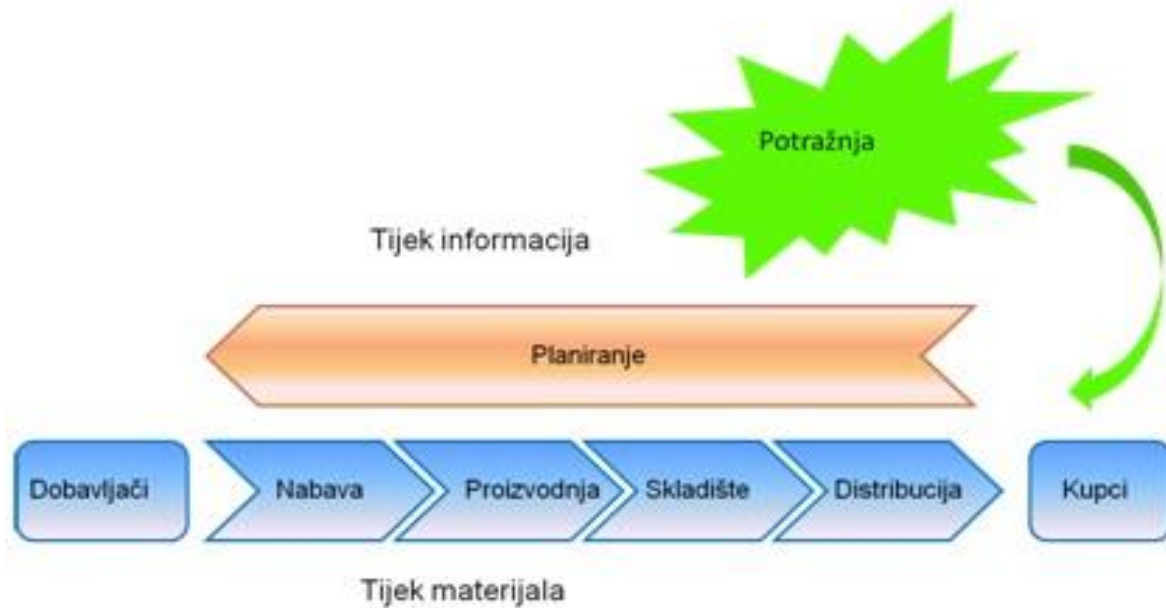 Potražnja
Tijek informacija
Planiranje
Dobavljači
Nabava
Proizvodnja
Skladište
Distribucija
Kupci
Tijek materijala